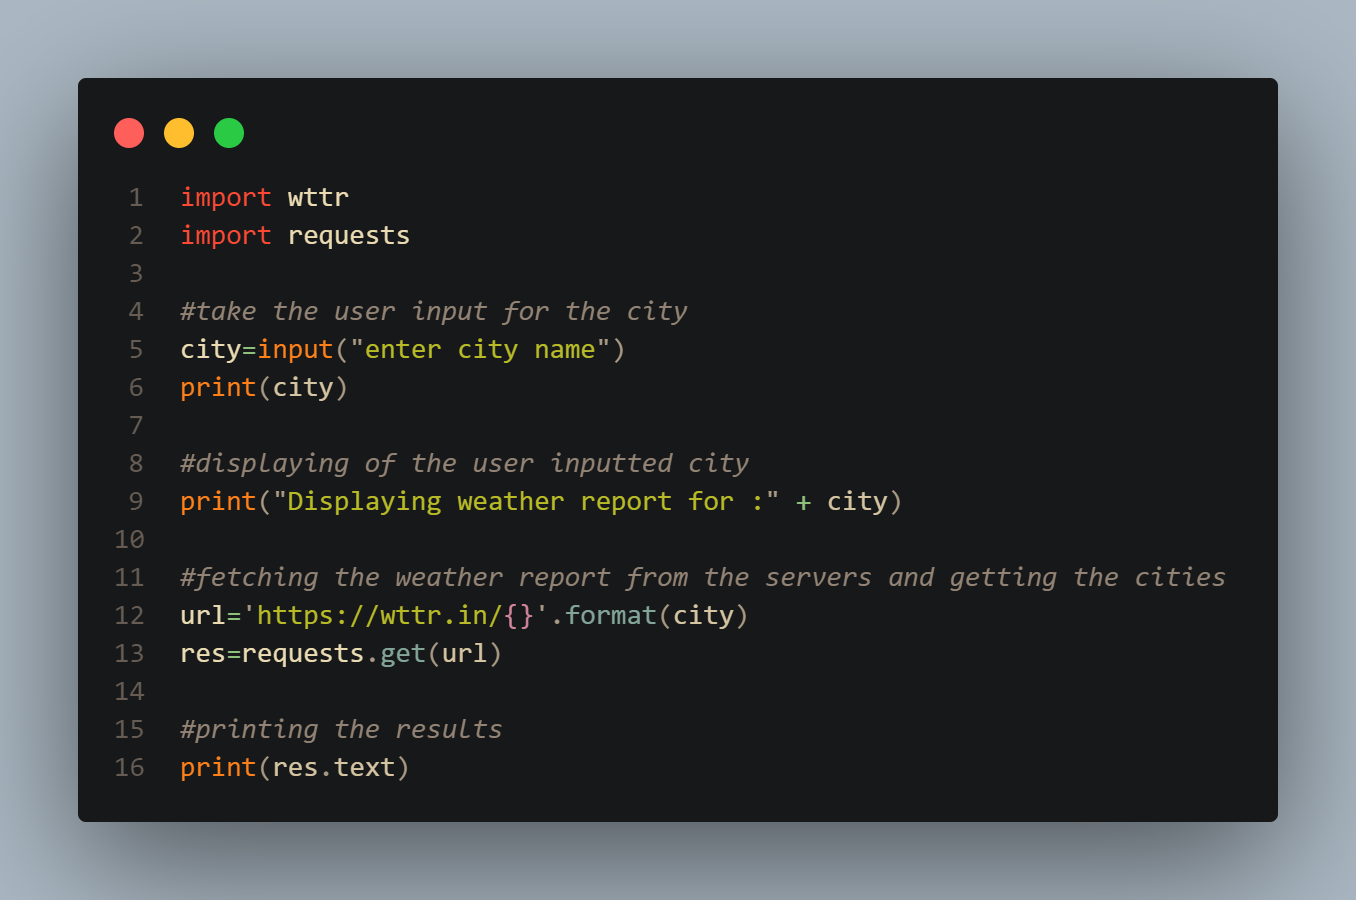 1 import wttr
2 import requests
3
4 #take the user input for the city
5 city=input("enter city name")
6 print(city)
7
8 #displaying of the user inputted city
9 print("Displaying weather report for :" + city)
10
11 #fetching the weather report from the servers and getting the cities
12 url='https://wttr.in/{}'.format(city)
13 res=requests.get(url)
14
15 #printing the results
16 print(res.text)